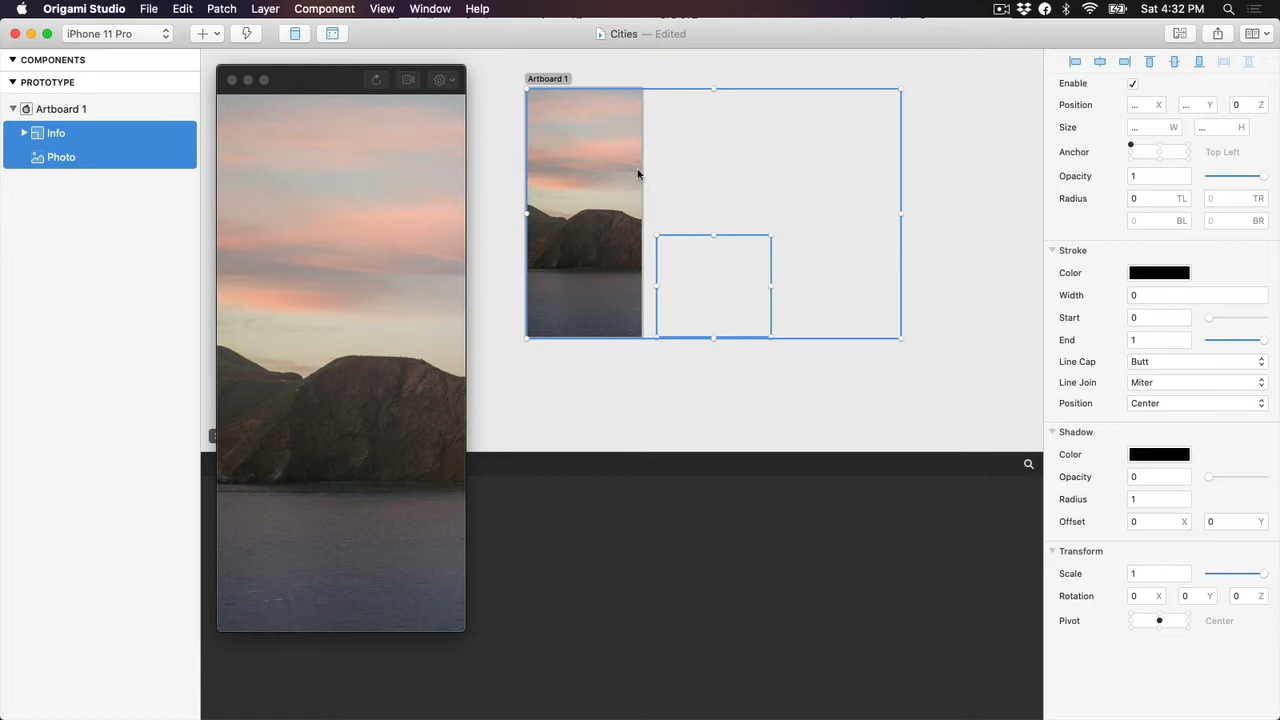 Origami Studio File Edit Patch Layer Component View Window Help Sat 4:32 PM
iPhone 11 Pro Cities — Edited
COMPONENTS
PROTOTYPE
Artboard 1
Info
Photo
Artboard 1
Enable
Position ... X ... Y 0 Z
Size ... W ... H
Anchor Top Left
Opacity 1
Radius 0 TL 0 TR
0 BL 0 BR
Stroke
Color
Width 0
Start 0
End 1
Line Cap Butt
Line Join Miter
Position Center
Shadow
Color
Opacity 0
Radius 1
Offset 0 X 0 Y
Transform
Scale 1
Rotation 0 X 0 Y 0 Z
Pivot Center